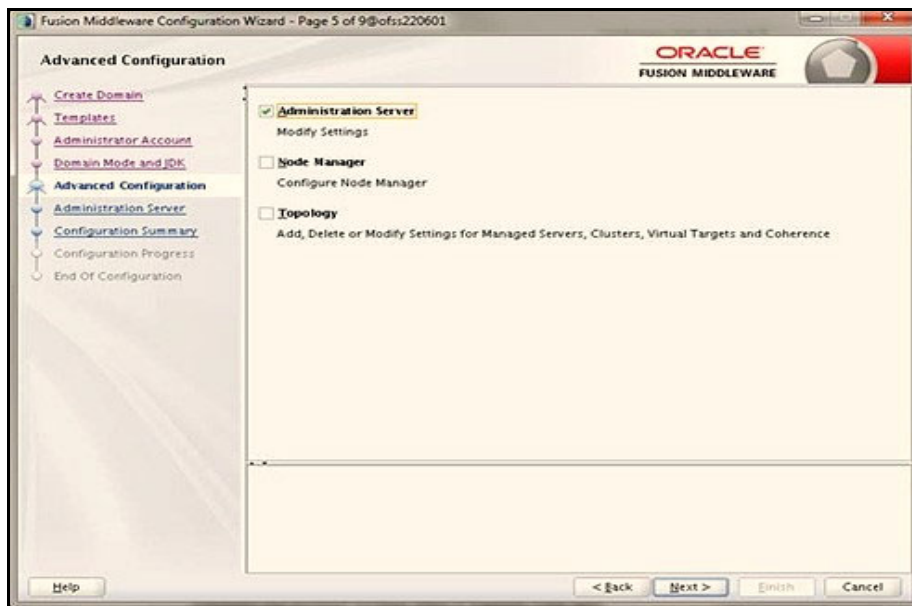 Fusion Middleware Configuration Wizard - Page 5 of 9@ofss220601
Advanced Configuration
ORACLE
FUSION MIDDLEWARE
Create Domain
Templates
Administrator Account
Domain Mode and JDK
Advanced Configuration
Administration Server
Configuration Summary
Configuration Progress
End Of Configuration
Administration Server
Modify Settings
Node Manager
Configure Node Manager
Topology
Add, Delete or Modify Settings for Managed Servers, Clusters, Virtual Targets and Coherence
Help
< Back
Next >
Finish
Cancel